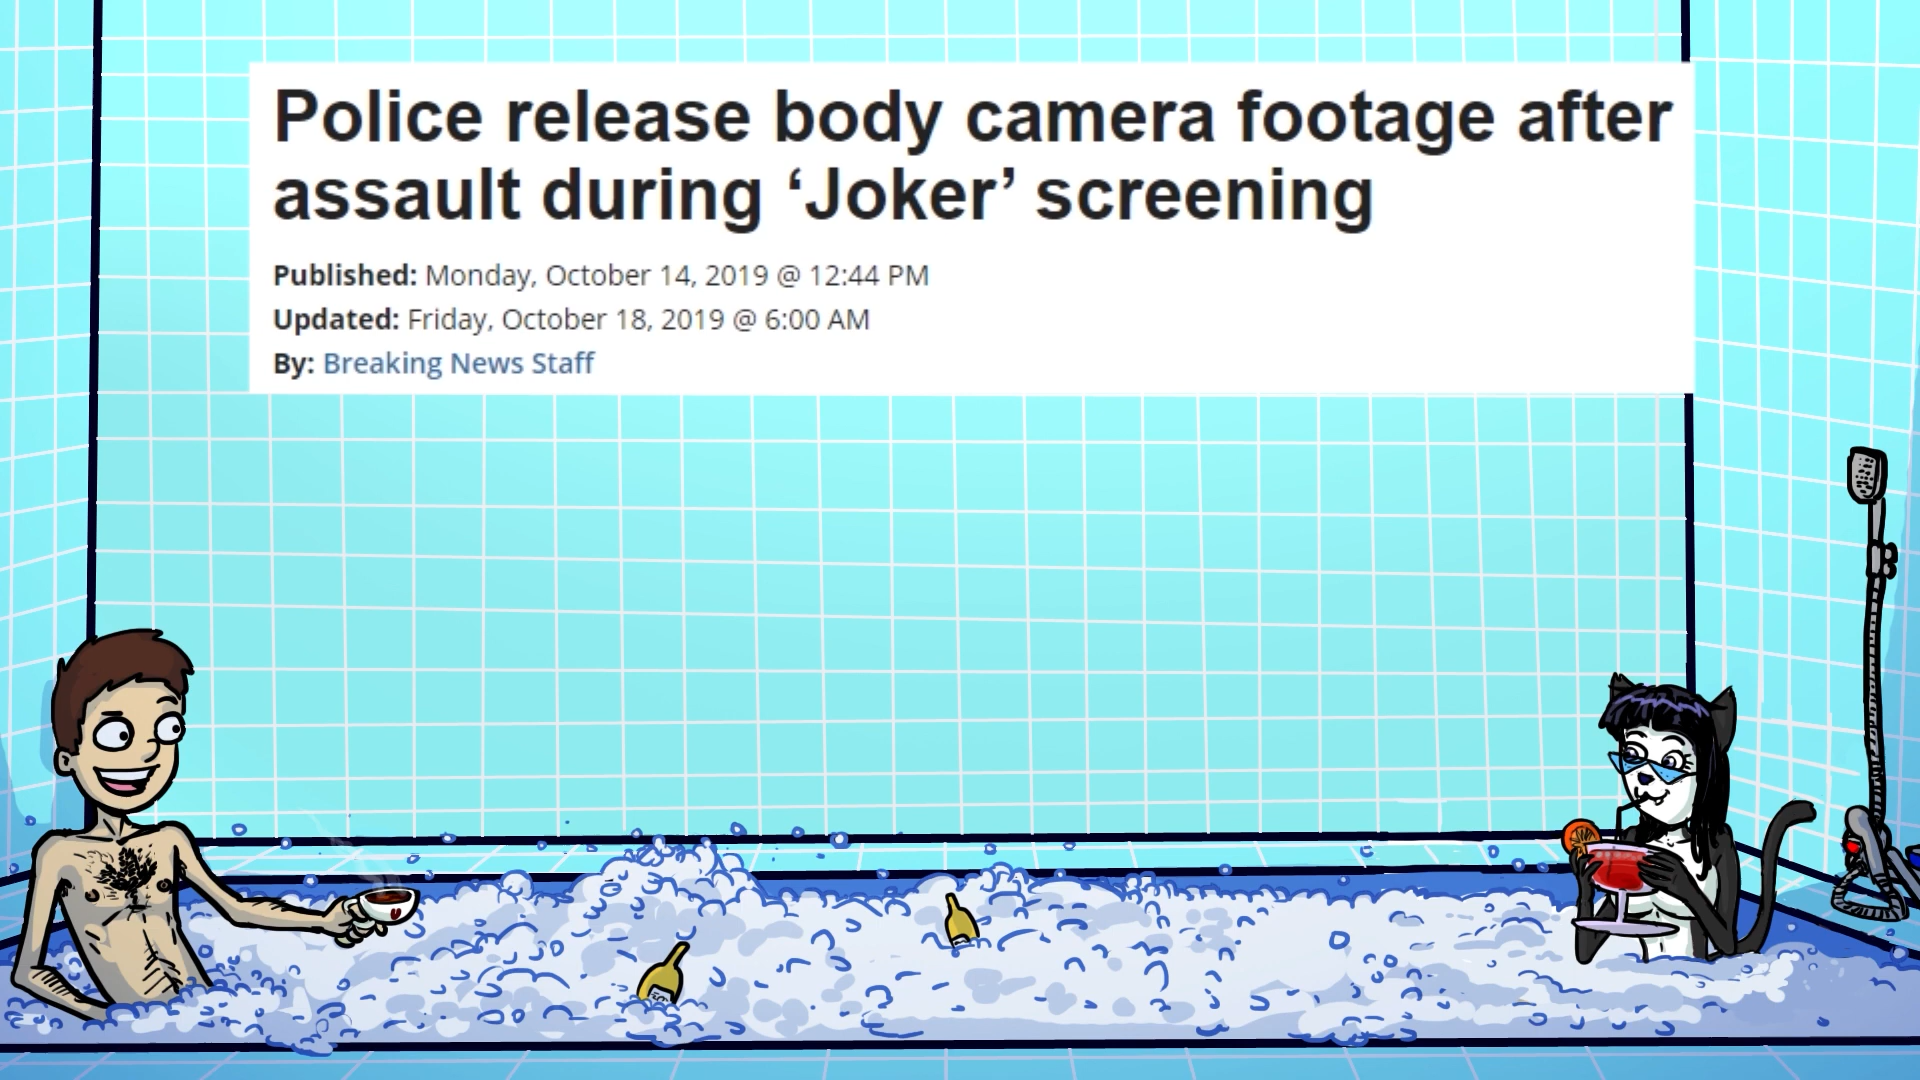 Police release body camera footage after
assault during ‘Joker’ screening
Published: Monday, October 14, 2019 @ 12:44 PM
Updated: Friday, October 18, 2019 @ 6:00 AM
By: Breaking News Staff